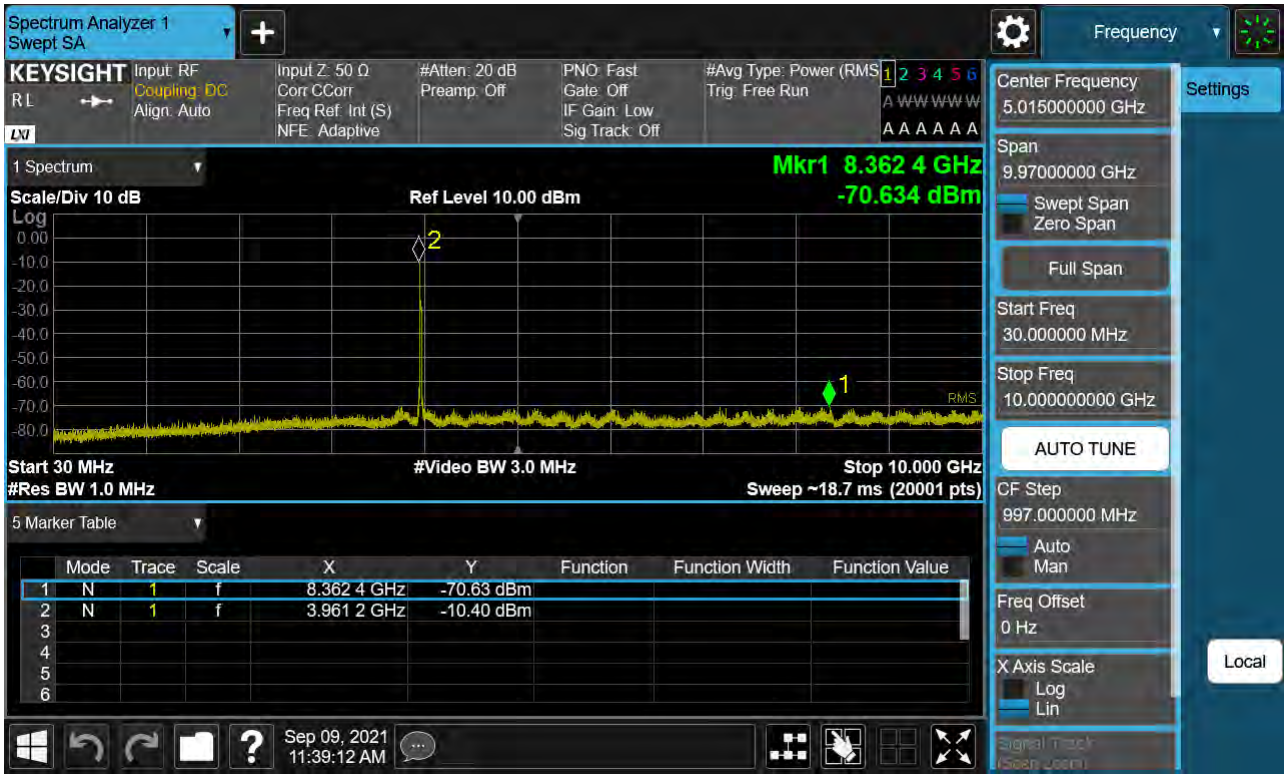 Spectrum Analyzer 1
Swept SA
+
Frequency
KEYSIGHT
RL
LXI
Input: RF
Coupling: DC
Align: Auto
Input Z: 50 Ω
Corr CCorr
Freq Ref: Int (S)
NFE: Adaptive
#Atten: 20 dB
Preamp: Off
PNO: Fast
Gate: Off
IF Gain: Low
Sig Track: Off
#Avg Type: Power (RMS
Trig: Free Run
1 2 3 4 5 6
A W W W W W
A A A A A A
1 Spectrum
Scale/Div 10 dB
Ref Level 10.00 dBm
Mkr1 8.362 4 GHz
-70.634 dBm
Log
0.00
-10.0
-20.0
-30.0
-40.0
-50.0
-60.0
-70.0
-80.0
2
1
RMS
Start 30 MHz
#Video BW 3.0 MHz
Stop 10.000 GHz
#Res BW 1.0 MHz
Sweep ~18.7 ms (20001 pts)
5 Marker Table
Mode Trace Scale X Y Function Function Width Function Value
1 N 1 f 8.362 4 GHz -70.63 dBm
2 N 1 f 3.961 2 GHz -10.40 dBm
3
4
5
6
Sep 09, 2021
11:39:12 AM
?
Center Frequency
5.015000000 GHz
Span
9.97000000 GHz
Swept Span
Zero Span
Full Span
Start Freq
30.000000 MHz
Stop Freq
10.000000000 GHz
AUTO TUNE
CF Step
997.000000 MHz
Auto
Man
Freq Offset
0 Hz
X Axis Scale
Log
Lin
Signal Track
(Span Zoom)
Settings
Local